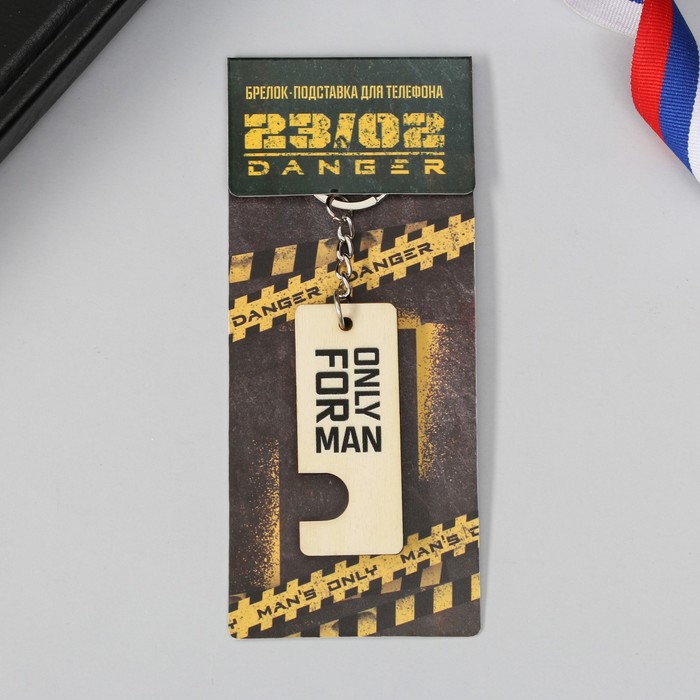 БРЕЛОК-ПОДСТАВКА ДЛЯ ТЕЛЕФОНА
23/02
DANGER
DANGER DANGER
ONLY
FOR
MAN
MAN'S ONLY MAN'S